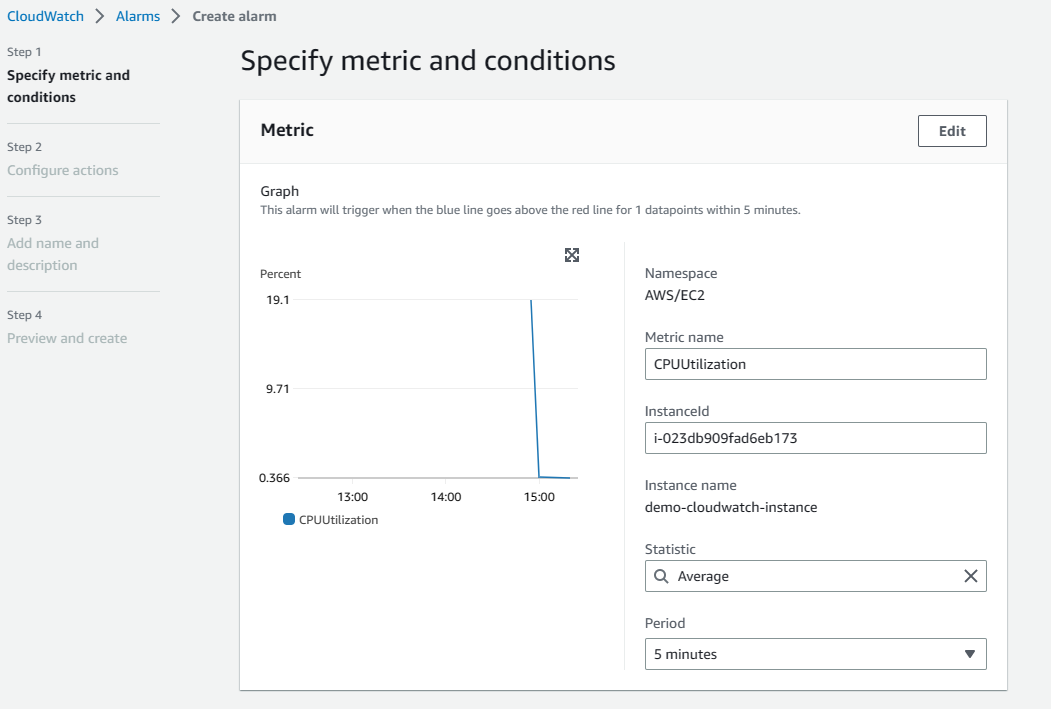 CloudWatch > Alarms > Create alarm
Step 1
Specify metric and
conditions
Step 2
Configure actions
Step 3
Add name and
description
Step 4
Preview and create
Specify metric and conditions
Metric
Edit
Graph
This alarm will trigger when the blue line goes above the red line for 1 datapoints within 5 minutes.
Percent
19.1
9.71
0.366
13:00 14:00 15:00
CPUUtilization
Namespace
AWS/EC2
Metric name
CPUUtilization
InstanceId
i-023db909fad6eb173
Instance name
demo-cloudwatch-instance
Statistic
Average
Period
5 minutes